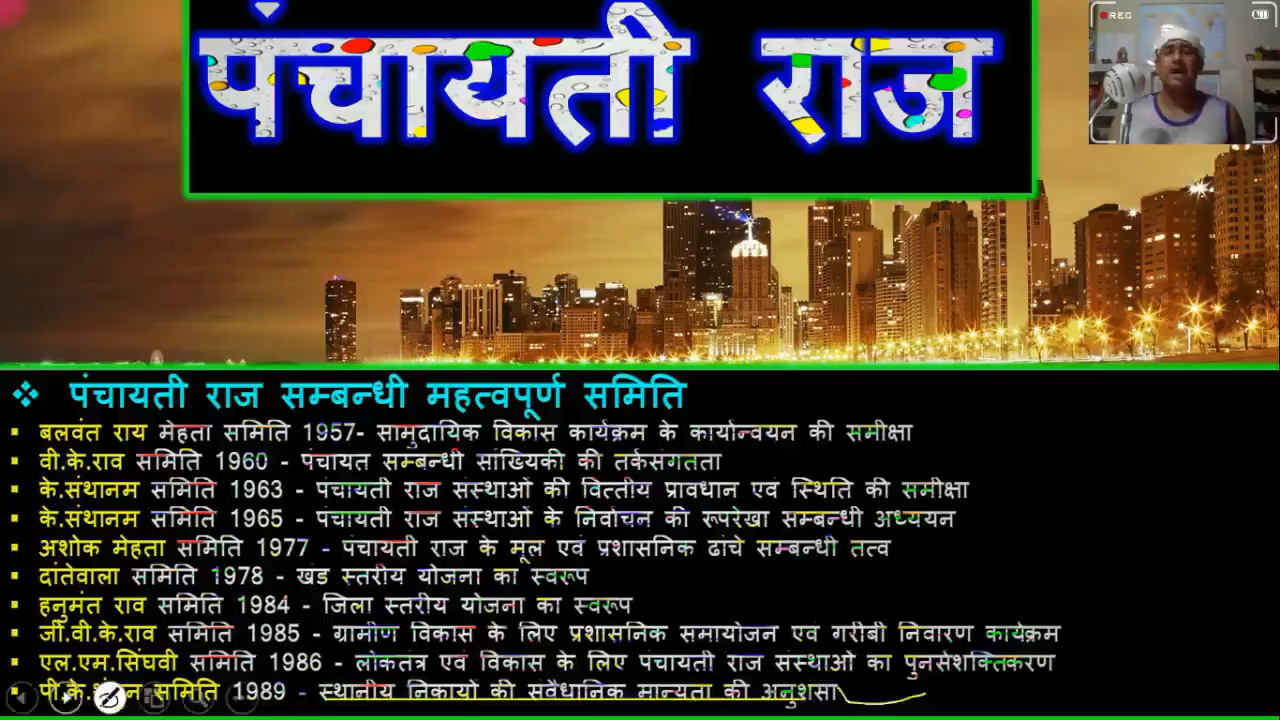 REC
पंचायती राज
❖ पंचायती राज सम्बन्धी महत्वपूर्ण समिति
▪ बलवंत राय मेहता समिति 1957- सामुदायिक विकास कार्यक्रम के कार्यान्वयन की समीक्षा
▪ वी.के.राव समिति 1960 - पंचायत सम्बन्धी सांख्यिकी की तर्कसंगतता
▪ के.संथानम समिति 1963 - पंचायती राज संस्थाओं की वित्तीय प्रावधान एवं स्थिति की समीक्षा
▪ के.संथानम समिति 1965 - पंचायती राज संस्थाओं के निर्वाचन की रूपरेखा सम्बन्धी अध्ययन
▪ अशोक मेहता समिति 1977 - पंचायती राज के मूल एवं प्रशासनिक ढांचे सम्बन्धी तत्व
▪ दांतेवाला समिति 1978 - खंड स्तरीय योजना का स्वरूप
▪ हनुमंत राव समिति 1984 - जिला स्तरीय योजना का स्वरूप
▪ जी.वी.के.राव समिति 1985 - ग्रामीण विकास के लिए प्रशासनिक समायोजन एवं गरीबी निवारण कार्यक्रम
▪ एल.एम.सिंघवी समिति 1986 - लोकतंत्र एवं विकास के लिए पंचायती राज संस्थाओं का पुनर्सशक्तिकरण
▪ पी.के. समिति 1989 - स्थानीय निकायों की संवैधानिक मान्यता की अनुशंसा